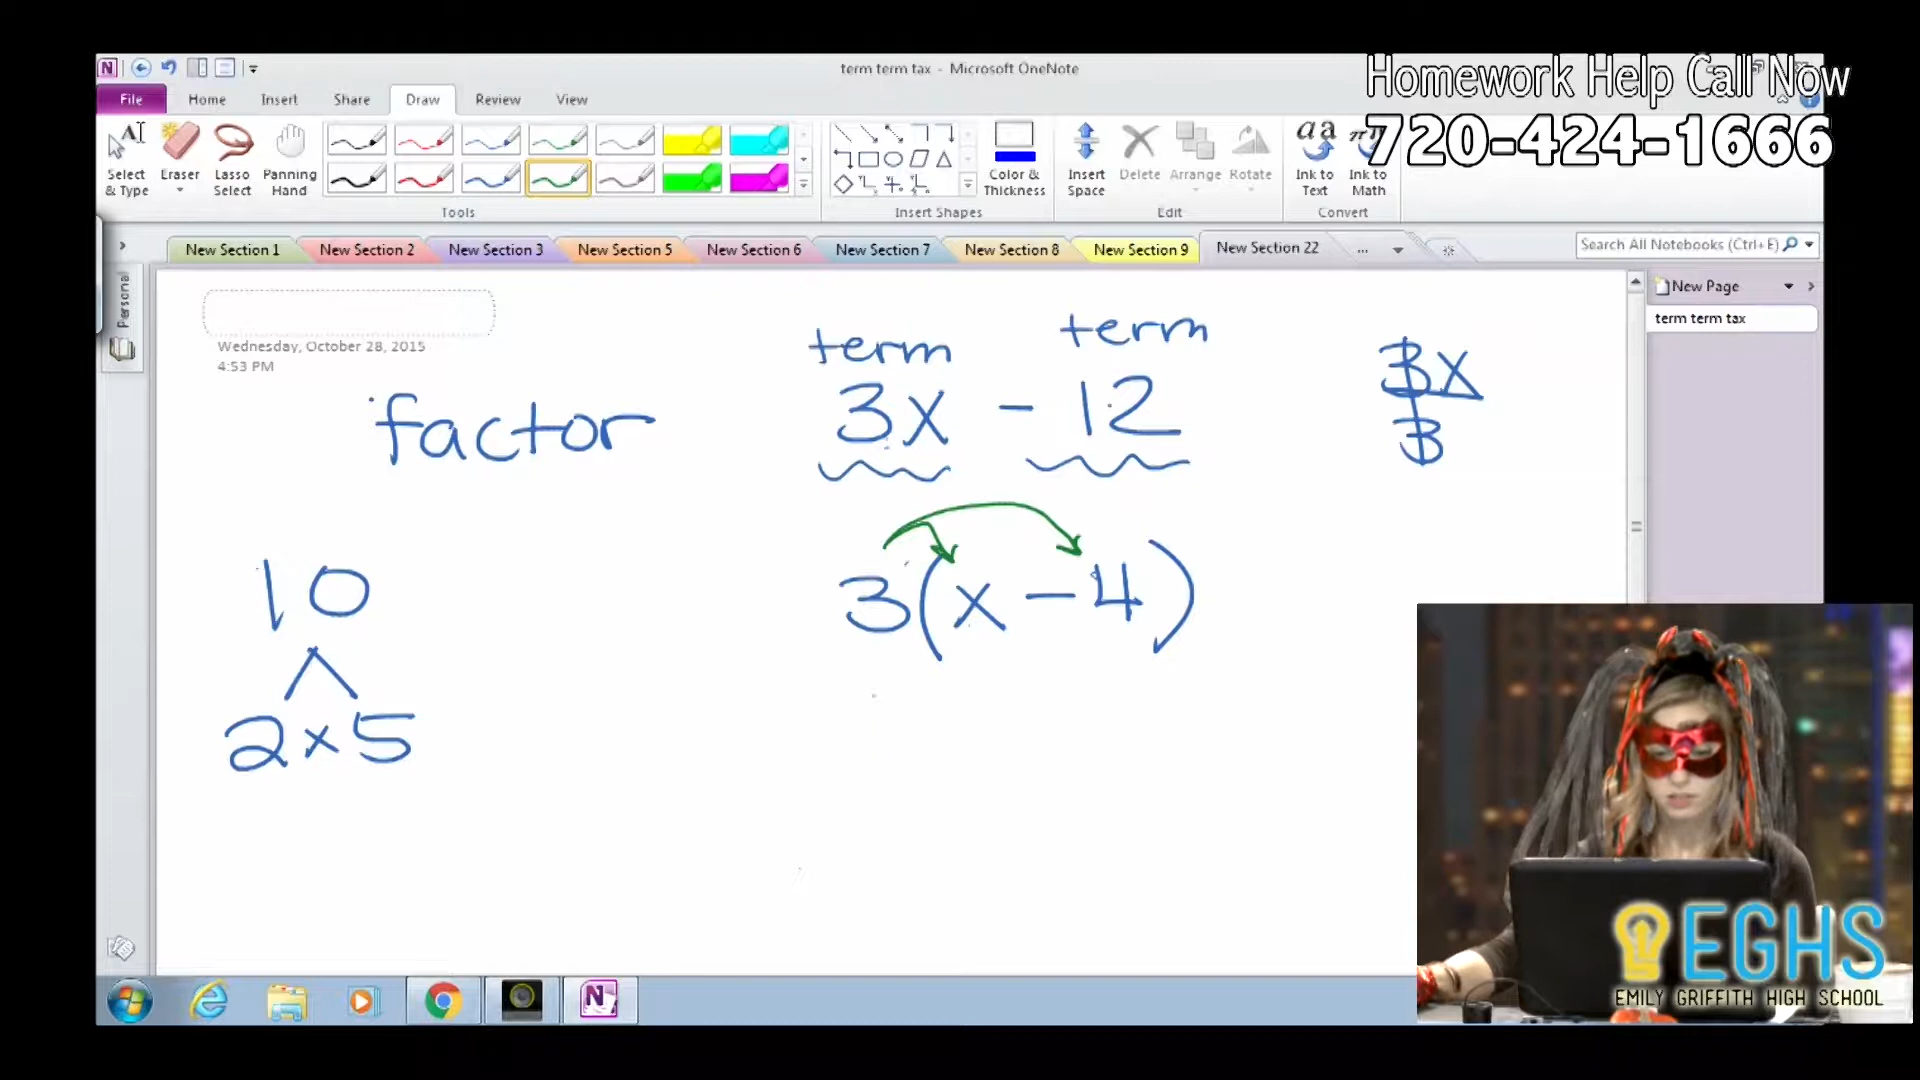 term term tax - Microsoft OneNote
Homework Help Call Now
720-424-1666
File Home Insert Share Draw Review View
Select & Type
Eraser
Lasso Select
Panning Hand
Color & Thickness
Insert Space
Delete
Arrange
Rotate
Ink to Text
Ink to Math
Tools
Insert Shapes
Edit
Convert
New Section 1 New Section 2 New Section 3 New Section 5 New Section 6 New Section 7 New Section 8 New Section 9 New Section 22 ...
Search All Notebooks (Ctrl+E)
Personal
New Page
term term tax
Wednesday, October 28, 2015
4:53 PM
term term
factor
3x - 12
3x
3
10
2 x 5
3(x - 4)
EGHS
EMILY GRIFFITH HIGH SCHOOL